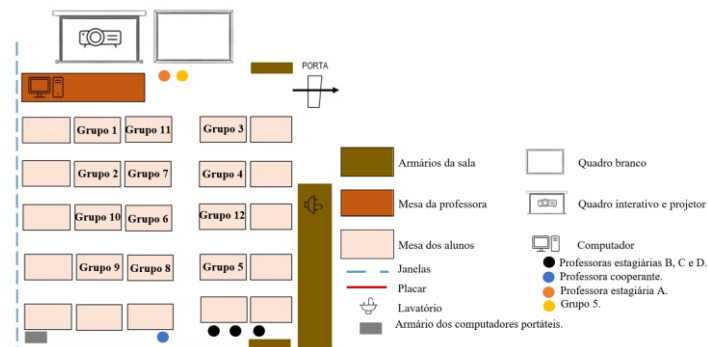 PORTA
Grupo 1
Grupo 11
Grupo 3
Grupo 2
Grupo 7
Grupo 4
Grupo 10
Grupo 6
Grupo 12
Grupo 9
Grupo 8
Grupo 5
Armários da sala
Mesa da professora
Mesa dos alunos
Janelas
Placar
Lavatório
Armário dos computadores portáteis.
Quadro branco
Quadro interativo e projetor
Computador
Professoras estagiárias B, C e D.
Professora cooperante.
Professora estagiária A.
Grupo 5.